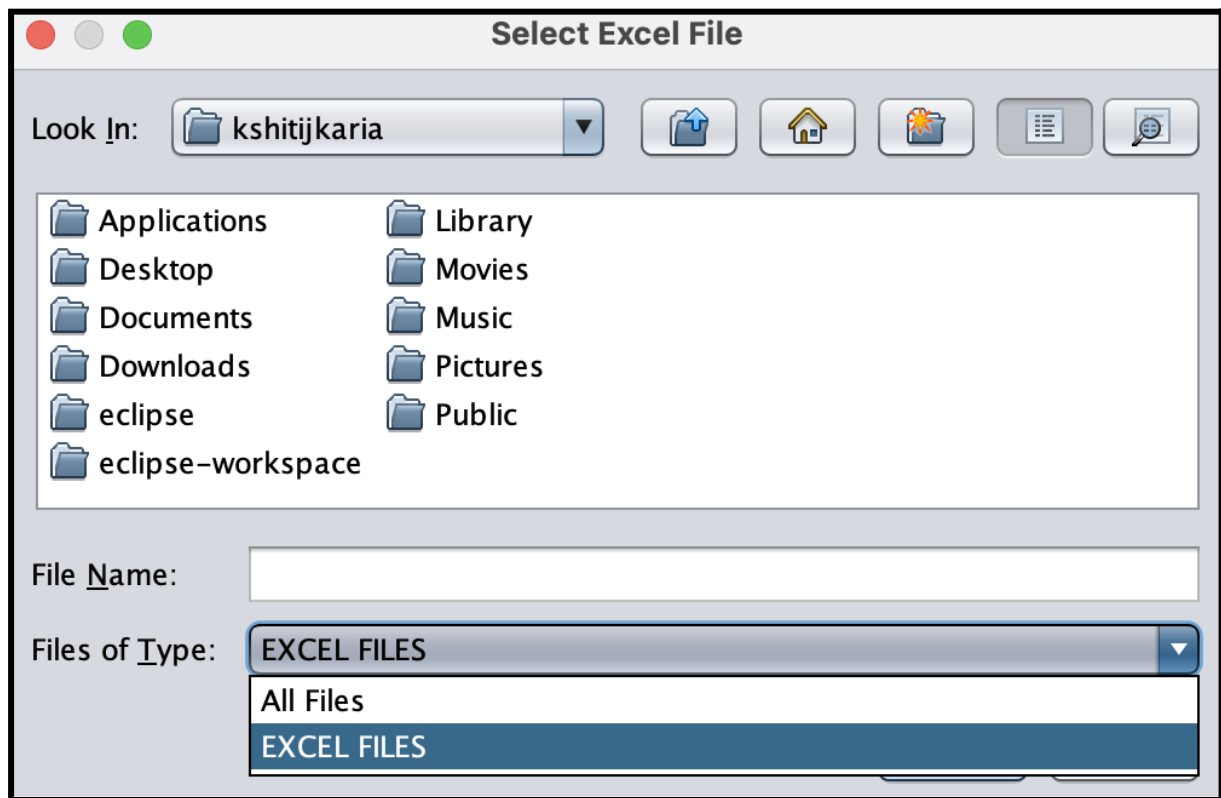 Select Excel File
Look In: kshitijkaria
Applications
Desktop
Documents
Downloads
eclipse
eclipse-workspace
Library
Movies
Music
Pictures
Public
File Name:
Files of Type: EXCEL FILES
All Files
EXCEL FILES